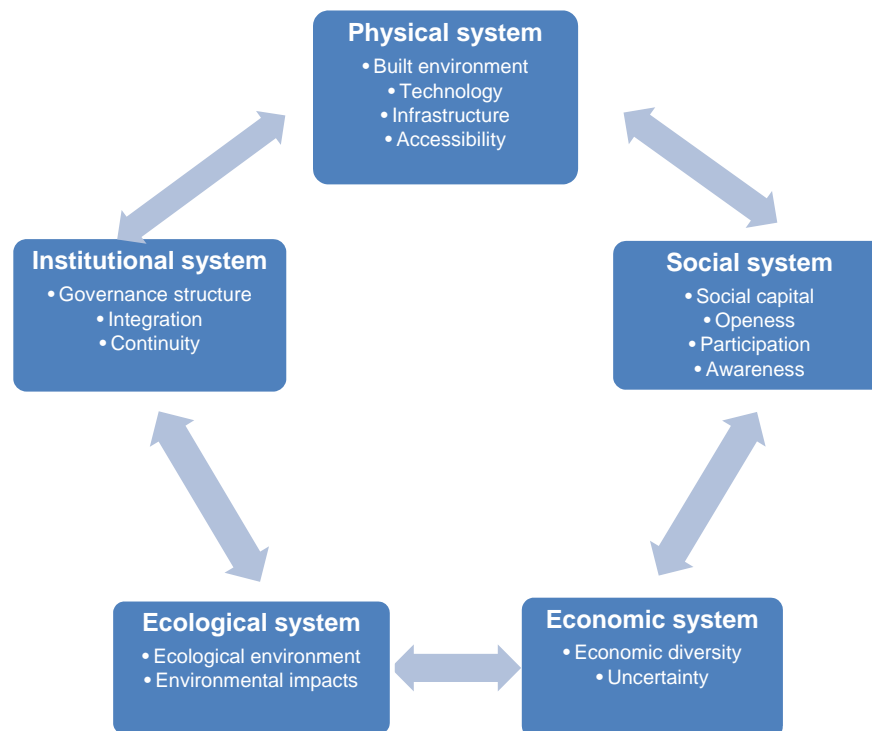 Physical system
• Built environment
• Technology
• Infrastructure
• Accessibility
Institutional system
• Governance structure
• Integration
• Continuity
Social system
• Social capital
• Openess
• Participation
• Awareness
Ecological system
• Ecological environment
• Environmental impacts
Economic system
• Economic diversity
• Uncertainty